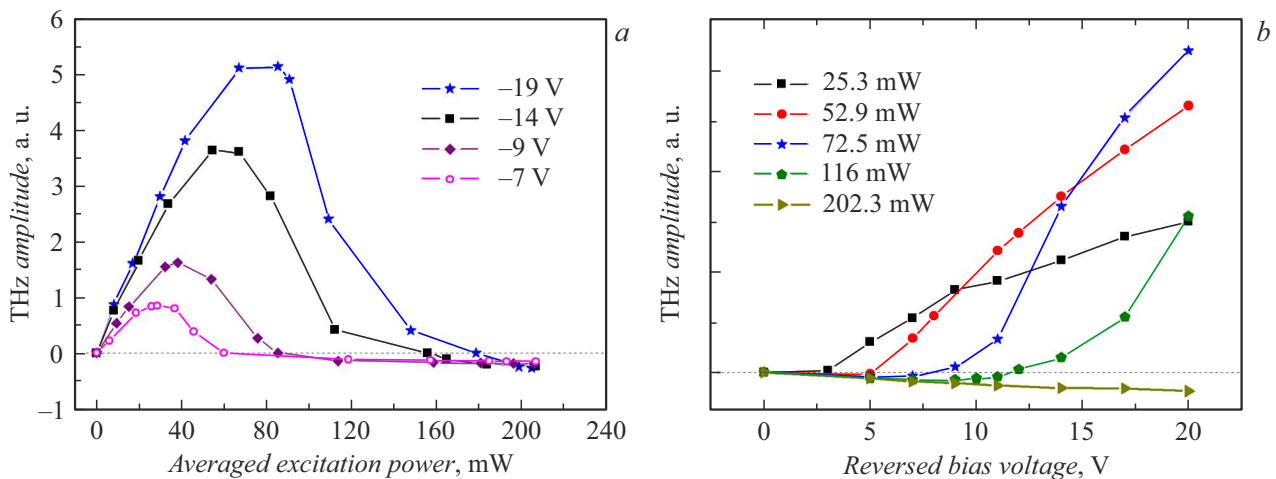 6
5
4
3
2
1
0
–1
THz amplitude, a. u.
a
–19 V
–14 V
–9 V
–7 V
0 40 80 120 160 200 240
Averaged excitation power, mW
THz amplitude, a. u.
b
25.3 mW
52.9 mW
72.5 mW
116 mW
202.3 mW
0 5 10 15 20
Reversed bias voltage, V